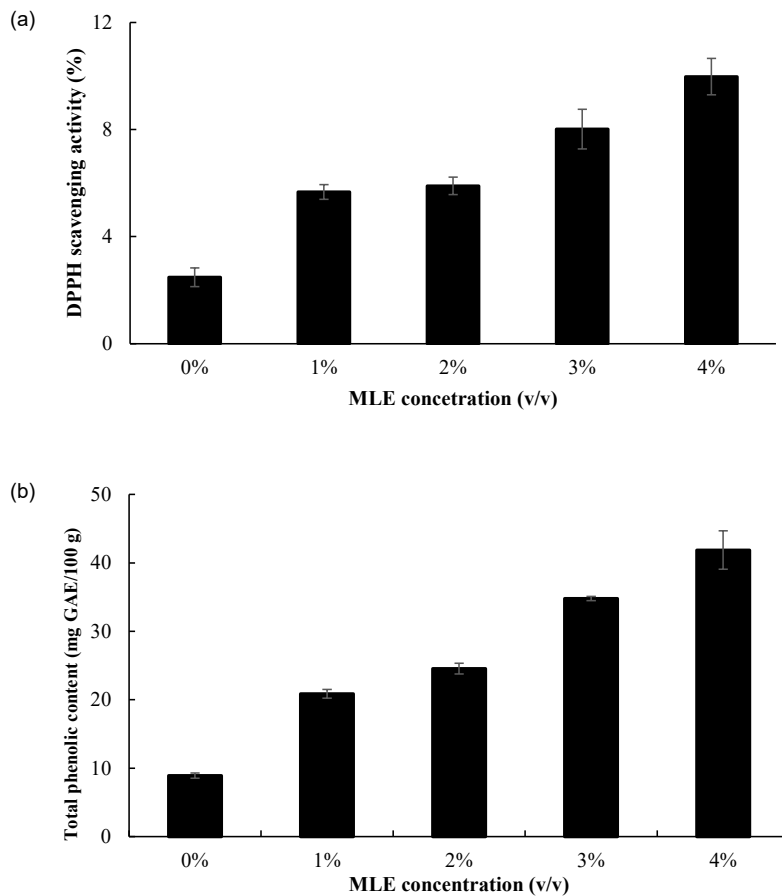 (a)
12
8
4
0
DPPH scavenging activity (%)
0% 1% 2% 3% 4%
MLE concetration (v/v)
(b)
50
40
30
20
10
0
Total phenolic content (mg GAE/100 g)
0% 1% 2% 3% 4%
MLE concentration (v/v)